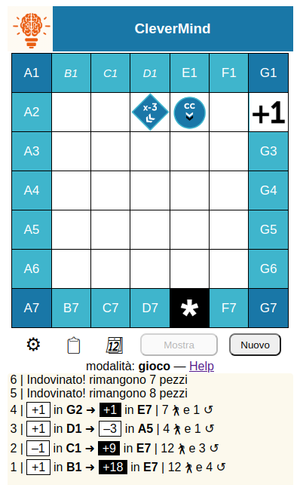 CleverMind
A1 B1 C1 D1 E1 F1 G1
A2 x-3 cc +1
A3 G3
A4 G4
A5 G5
A6 G6
A7 B7 C7 D7 * F7 G7
12 Mostra Nuovo
modalità: gioco — Help
6 | Indovinato! rimangono 7 pezzi
5 | Indovinato! rimangono 8 pezzi
4 | +1 in G2 ➜ +1 in E7 | 7 e 1 ↺
3 | +1 in D1 ➜ –3 in A5 | 4 e 1 ↺
2 | –1 in C1 ➜ +9 in E7 | 12 e 3 ↺
1 | +1 in B1 ➜ +18 in E7 | 12 e 4 ↺